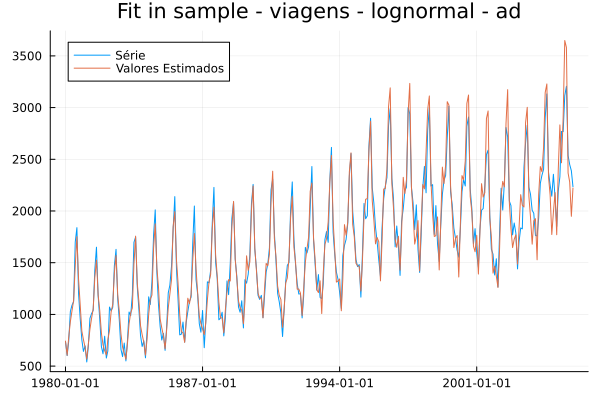 Fit in sample - viagens - lognormal - ad
Série
Valores Estimados
3500
3000
2500
2000
1500
1000
500
1980-01-01 1987-01-01 1994-01-01 2001-01-01